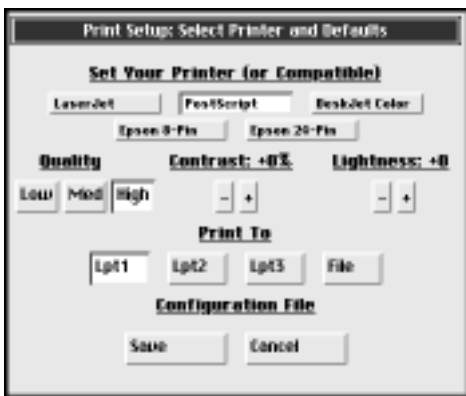 Print Setup: Select Printer and Defaults
Set Your Printer (or Compatible)
LaserJet PostScript DeskJet Color
Epson 8-Pin Epson 24-Pin
Quality Contrast: +0% Lightness: +0
Low Med High - + - +
Print To
Lpt1 Lpt2 Lpt3 File
Configuration File
Save Cancel